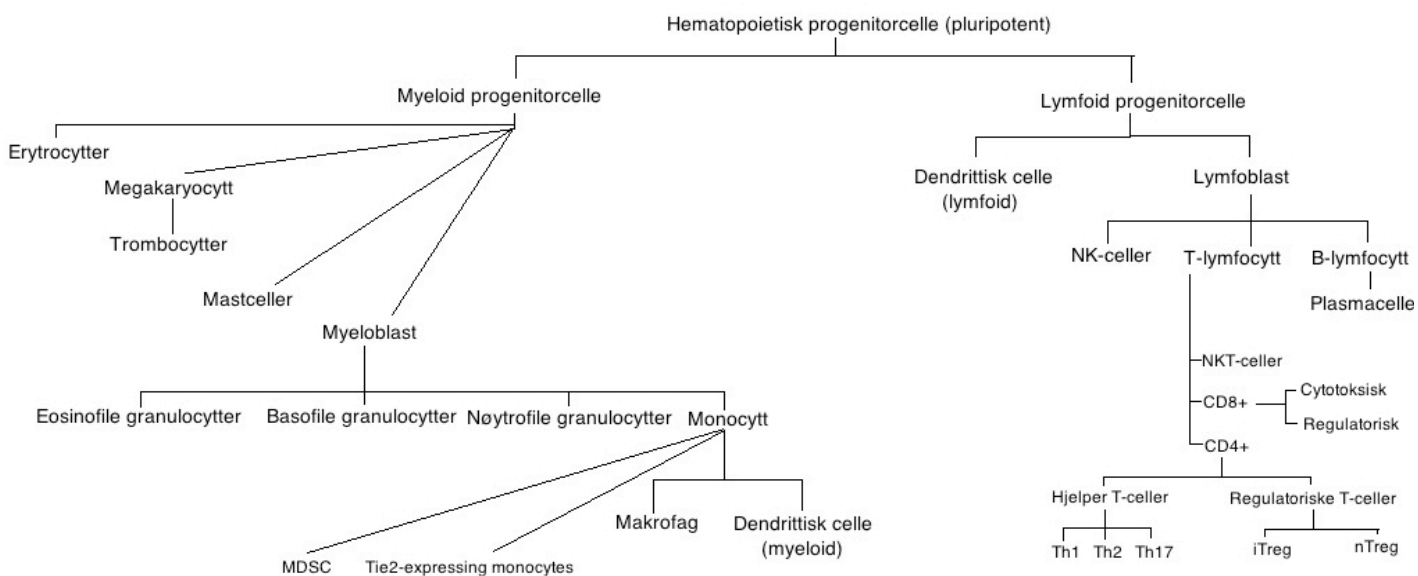 Hematopoietisk progenitorcelle (pluripotent)
Myeloid progenitorcelle
Lymfoid progenitorcelle
Erytrocytter
Megakaryocytt
Trombocytter
Mastceller
Myeloblast
Eosinofile granulocytter
Basofile granulocytter
Nøytrofile granulocytter
Monocytt
Makrofag
Dendrittisk celle
(myeloid)
MDSC
Tie2-expressing monocytes
Dendrittisk celle
(lymfoid)
Lymfoblast
NK-celler
T-lymfocytt
B-lymfocytt
Plasmacelle
NKT-celler
CD8+
Cytotoksisk
Regulatorisk
CD4+
Hjelper T-celler
Regulatoriske T-celler
Th1
Th2
Th17
iTreg
nTreg